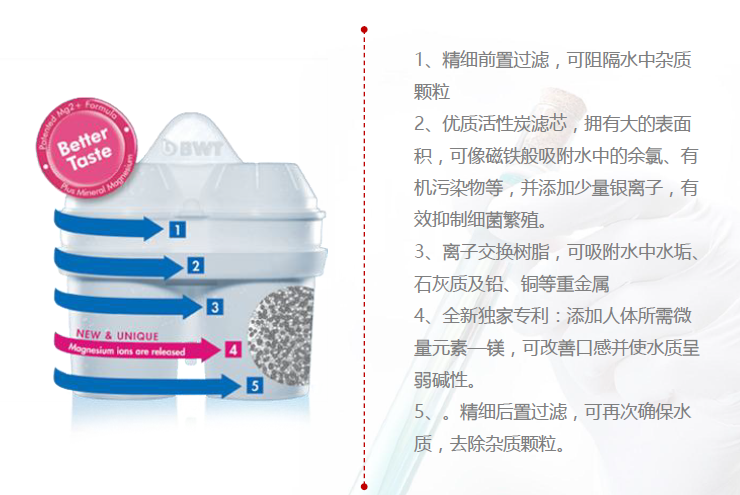 Patented Mg2+ Formula
Better
Taste
Plus Mineral Magnesium
BWT
1
2
3
NEW & UNIQUE
Magnesium ions are released
4
5
1、精细前置过滤，可阻隔水中杂质
颗粒
2、优质活性炭滤芯，拥有大的表面
积，可像磁铁般吸附水中的余氯、有
机污染物等，并添加少量银离子，有
效抑制细菌繁殖。
3、离子交换树脂，可吸附水中水垢、
石灰质及铅、铜等重金属
4、全新独家专利：添加人体所需微
量元素—镁，可改善口感并使水质呈
弱碱性。
5、。精细后置过滤，可再次确保水
质，去除杂质颗粒。